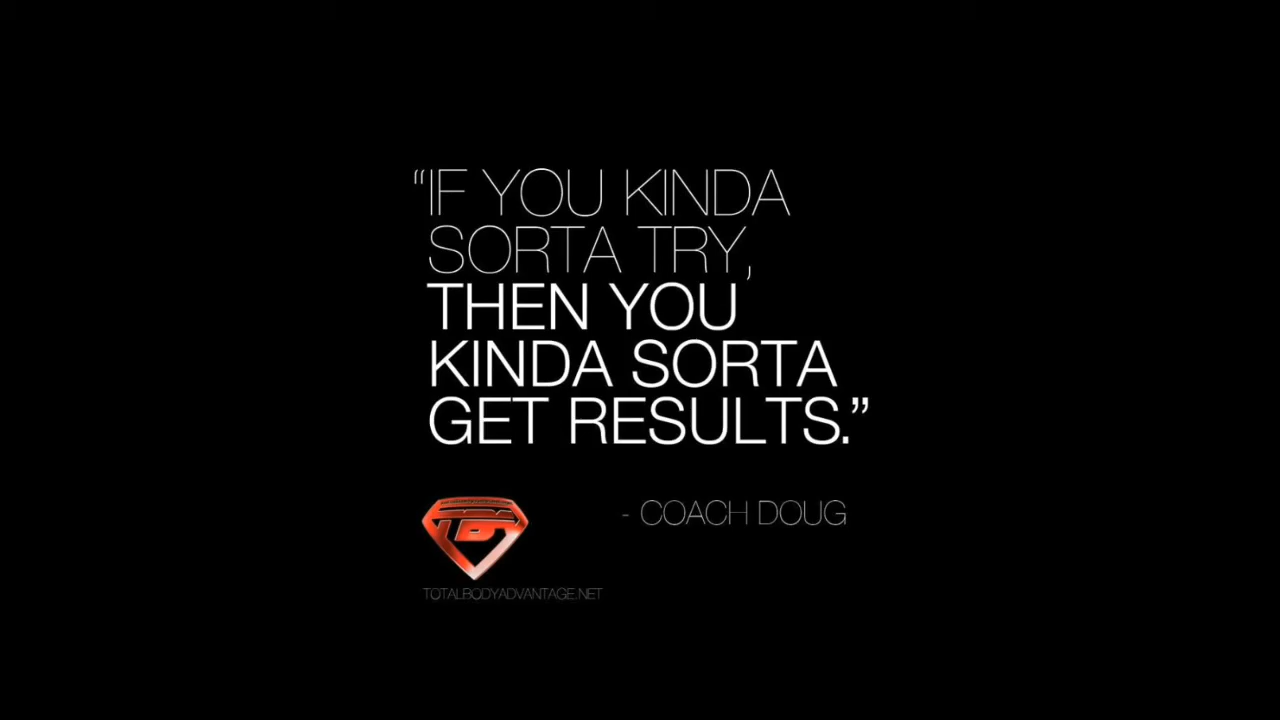 “IF YOU KINDA
SORTA TRY,
THEN YOU
KINDA SORTA
GET RESULTS.”
- COACH DOUG
TOTALBODYADVANTAGE.NET